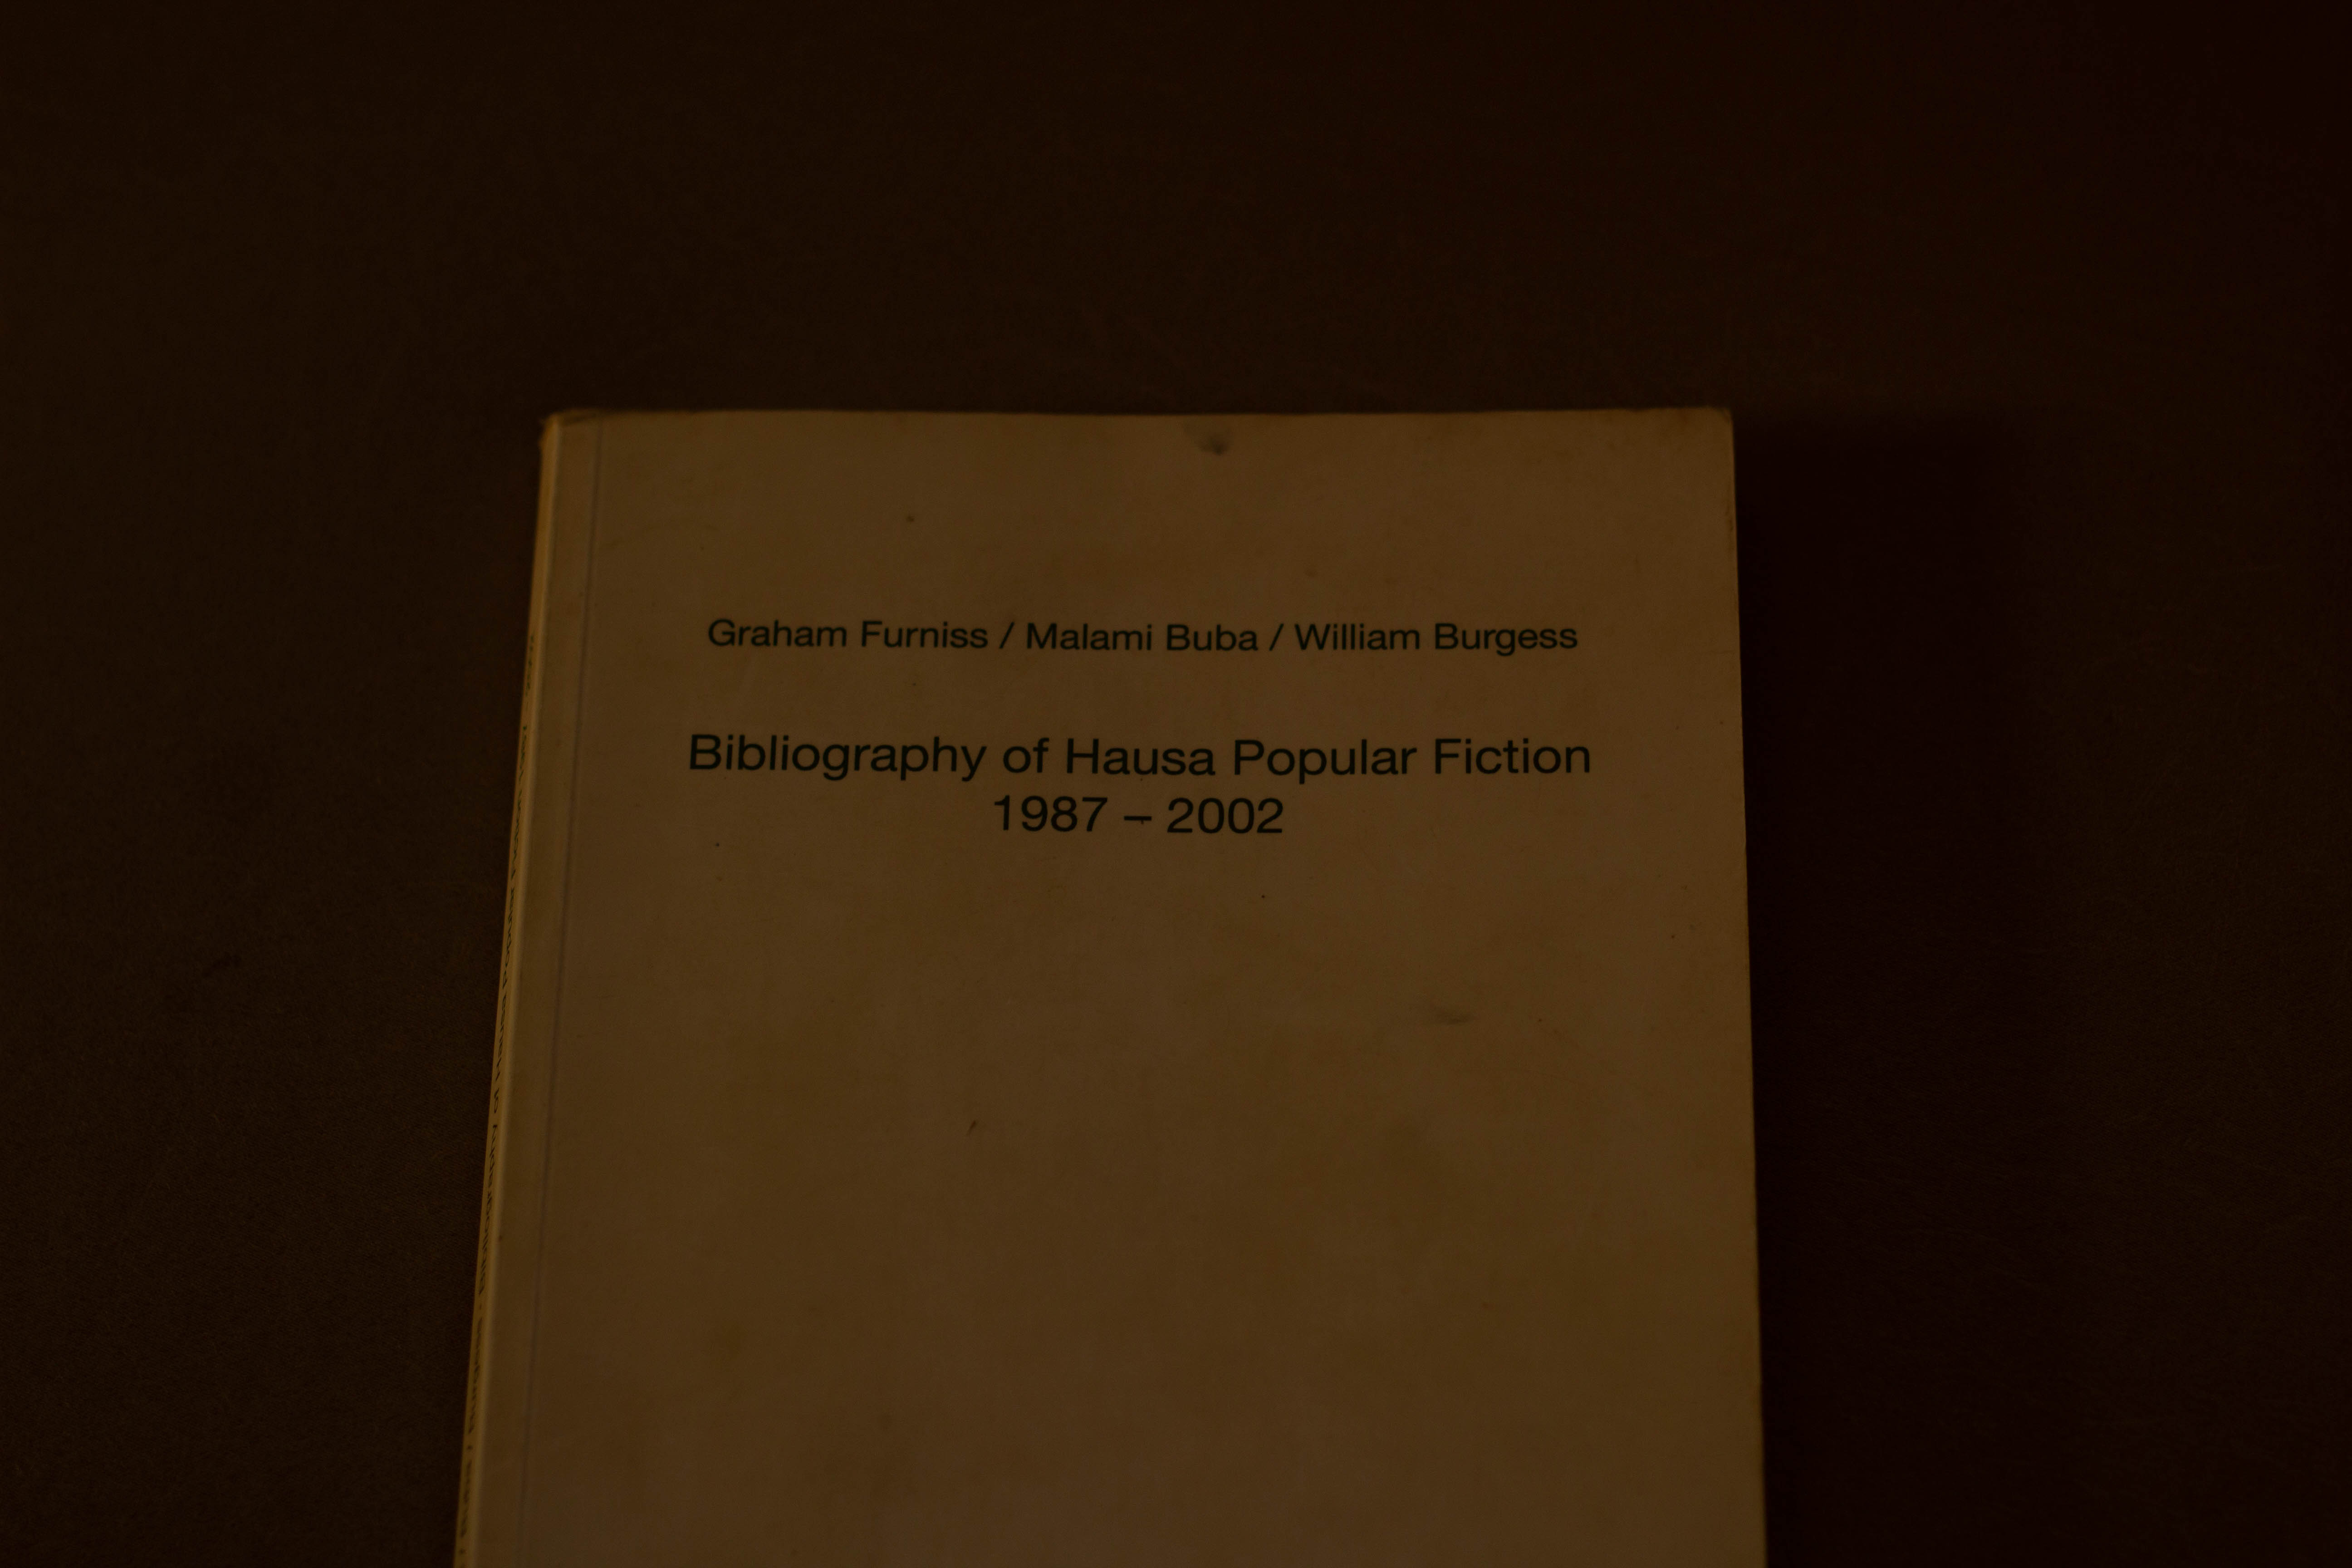 Graham Furniss / Malami Buba / William Burgess
Bibliography of Hausa Popular Fiction
1987 – 2002